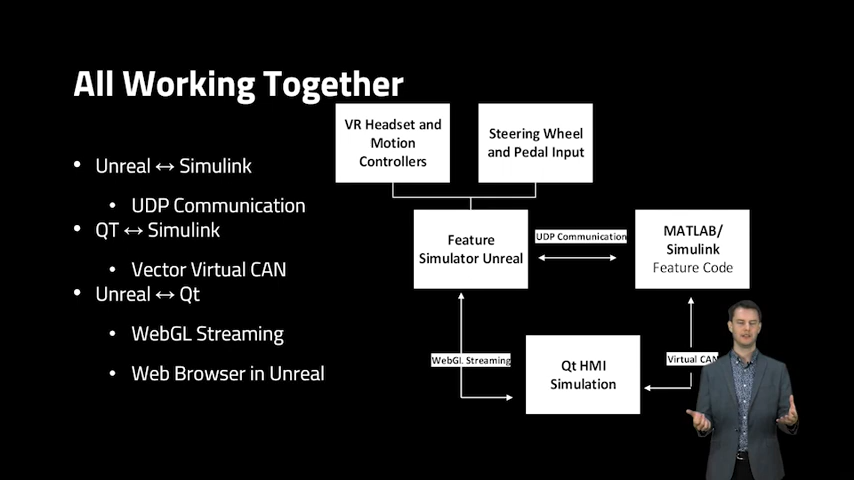 All Working Together
• Unreal ↔ Simulink
• UDP Communication
• QT ↔ Simulink
• Vector Virtual CAN
• Unreal ↔ Qt
• WebGL Streaming
• Web Browser in Unreal
VR Headset and
Motion
Controllers
Steering Wheel
and Pedal Input
Feature
Simulator Unreal
UDP Communication
MATLAB/
Simulink
Feature Code
WebGL Streaming
Qt HMI
Simulation
Virtual CAN